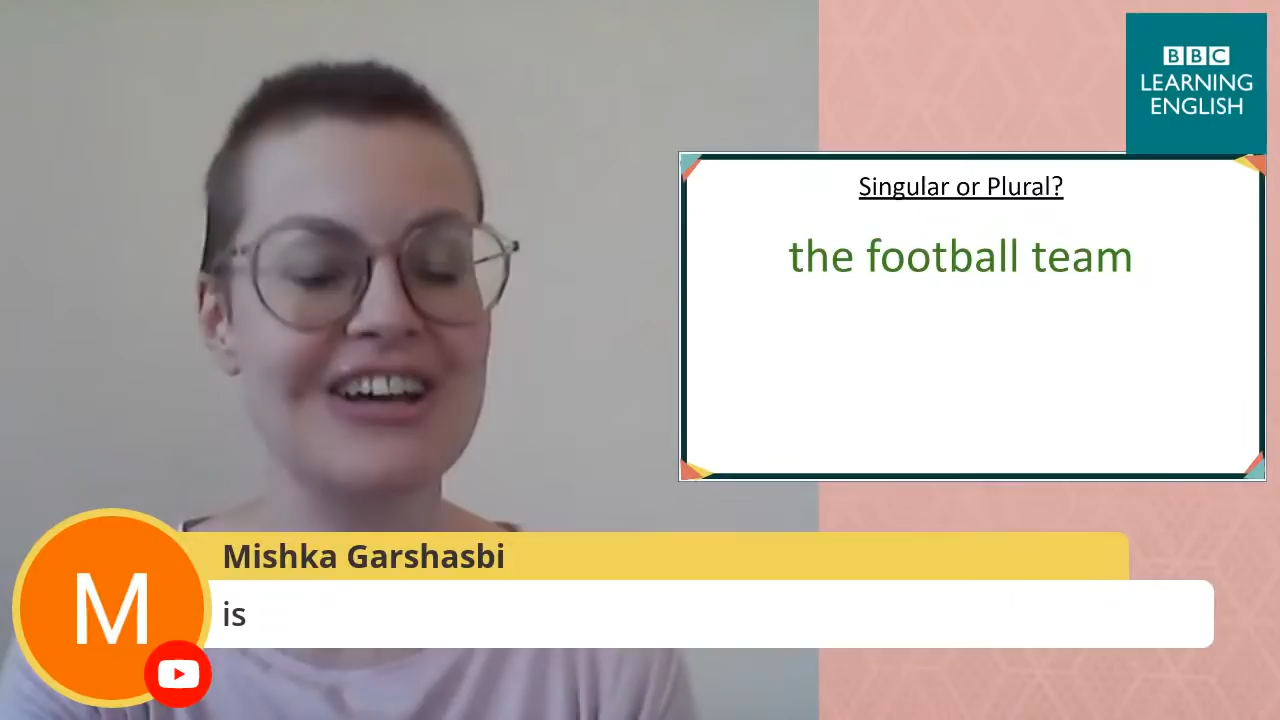 BBC
LEARNING
ENGLISH
Singular or Plural?
the football team
M
Mishka Garshasbi
is